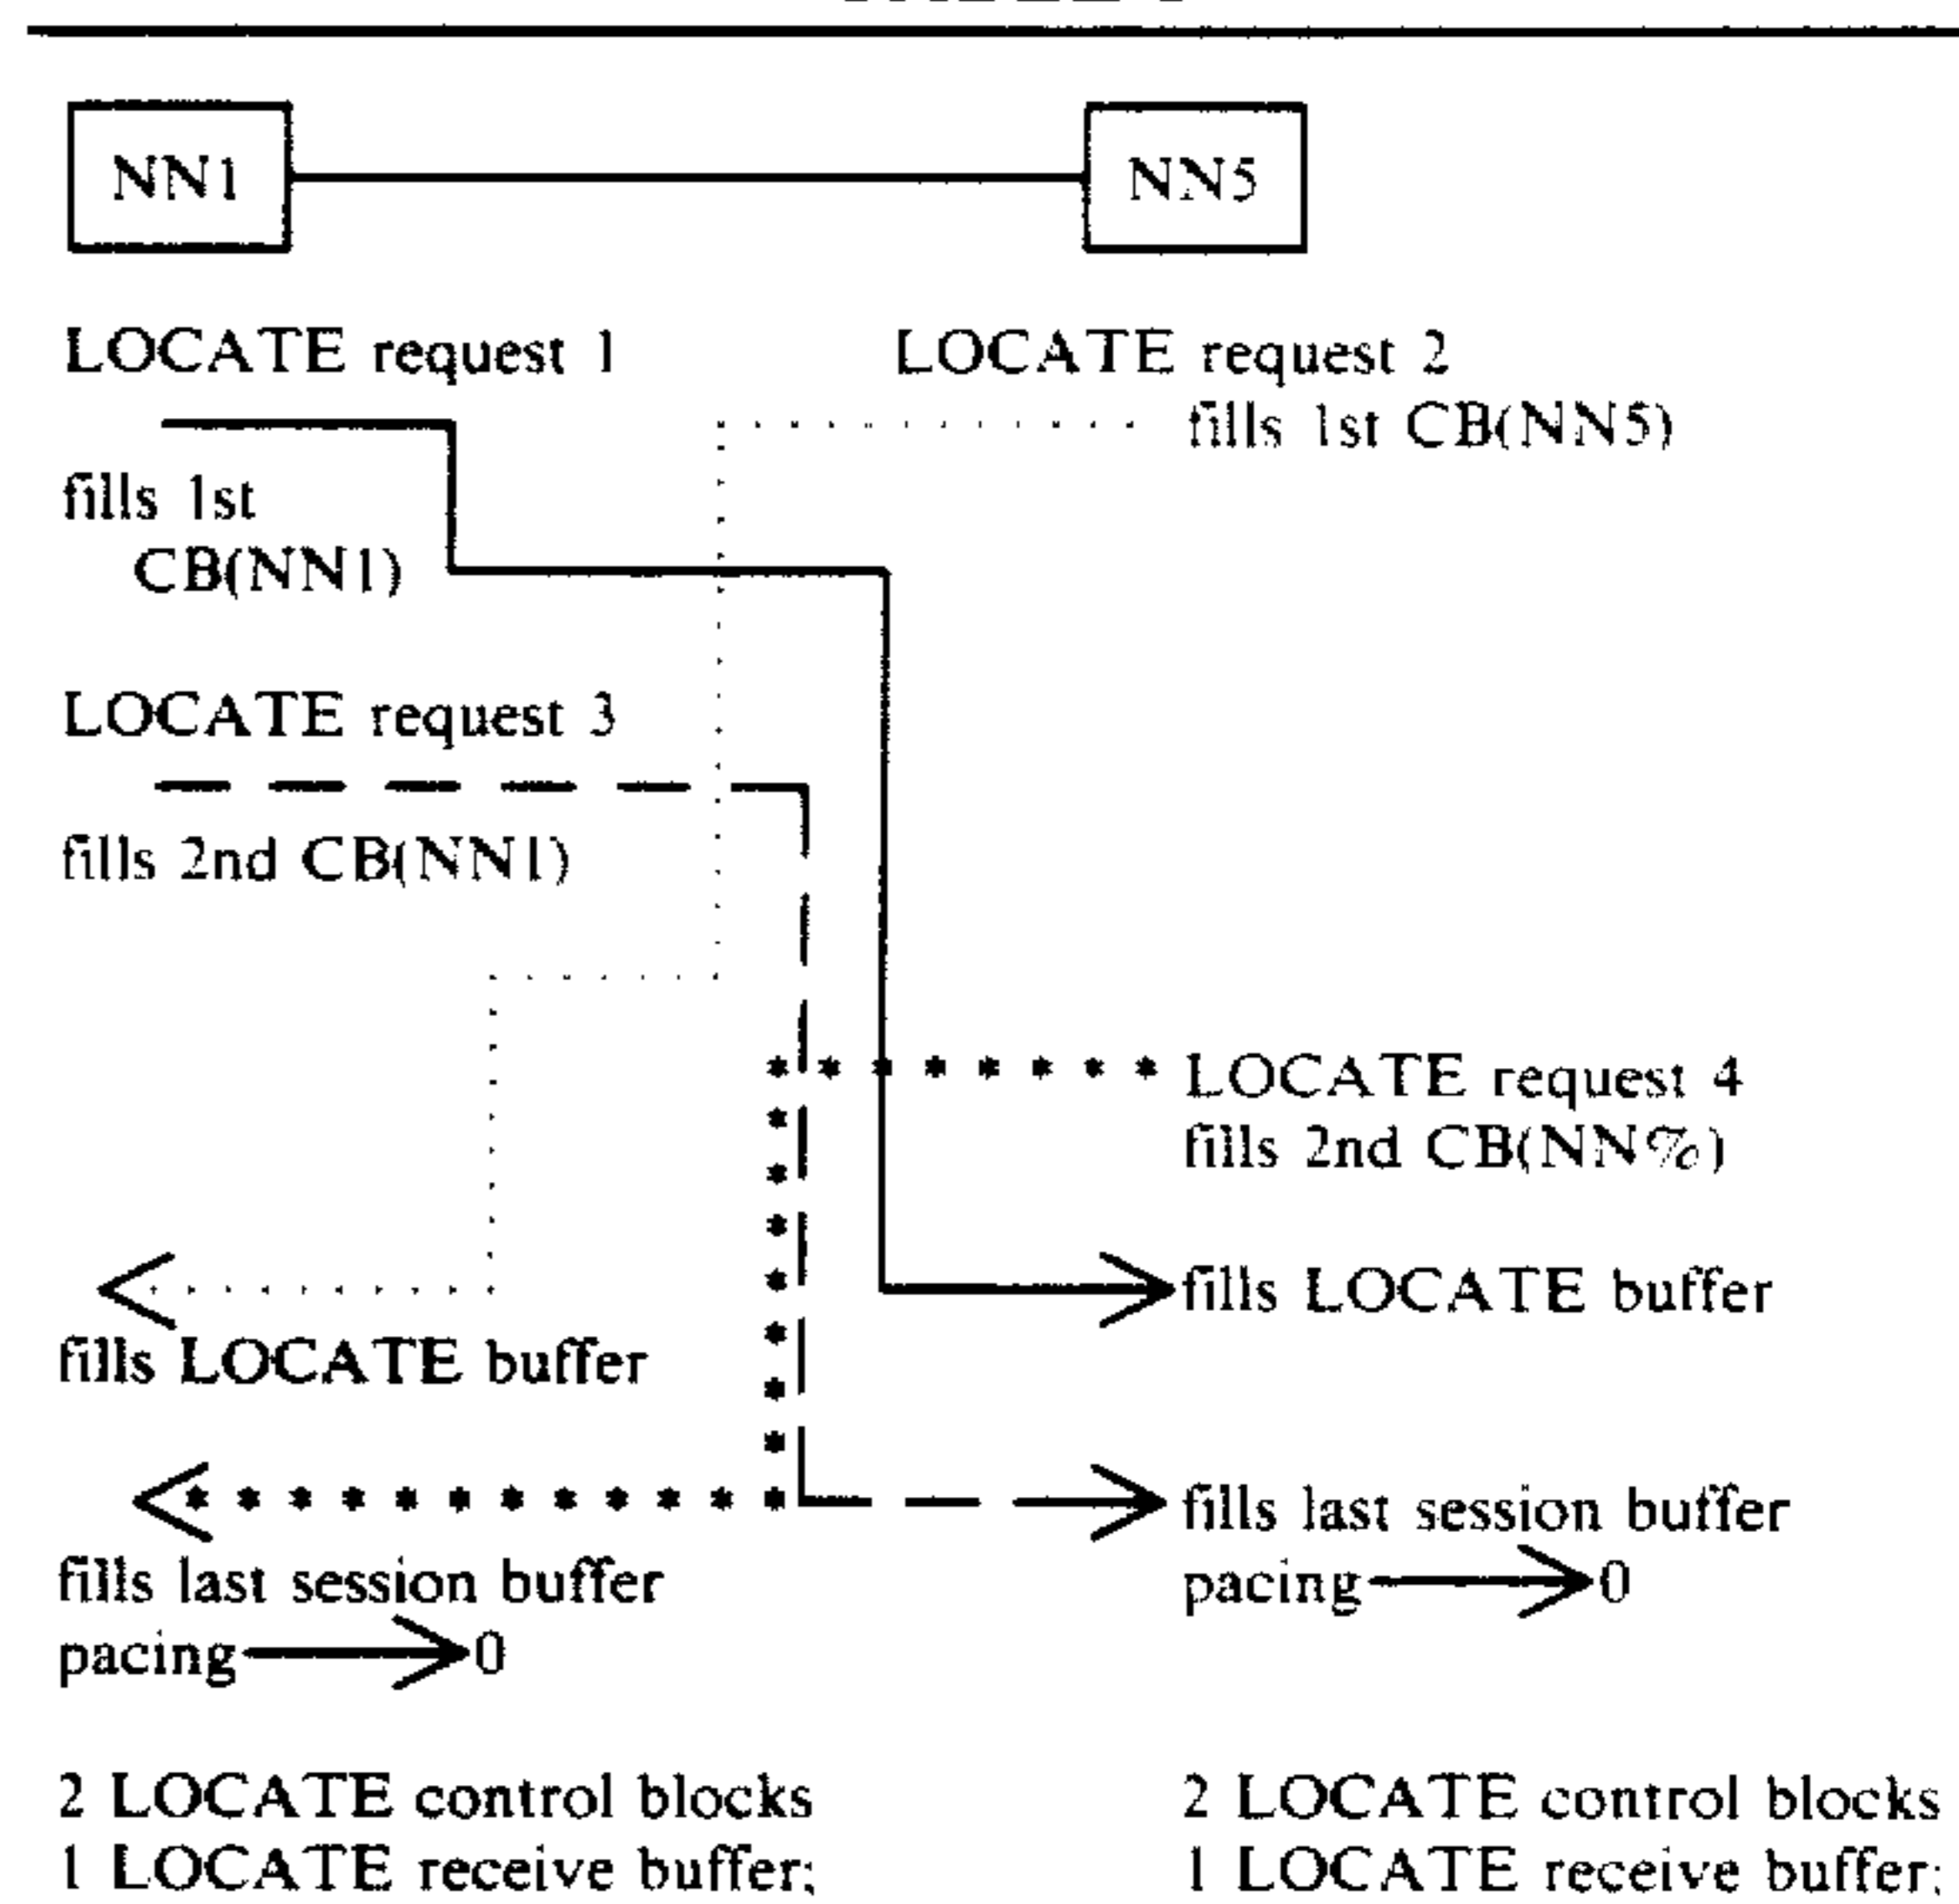 NN1
NN5
LOCATE request 1
LOCATE request 2
fills 1st CB(NN5)
fills 1st
CB(NN1)
LOCATE request 3
fills 2nd CB(NN1)
LOCATE request 4
fills 2nd CB(NN%)
fills LOCATE buffer
fills LOCATE buffer
fills last session buffer
pacing 0
fills last session buffer
pacing 0
2 LOCATE control blocks
1 LOCATE receive buffer;
2 LOCATE control blocks
1 LOCATE receive buffer;